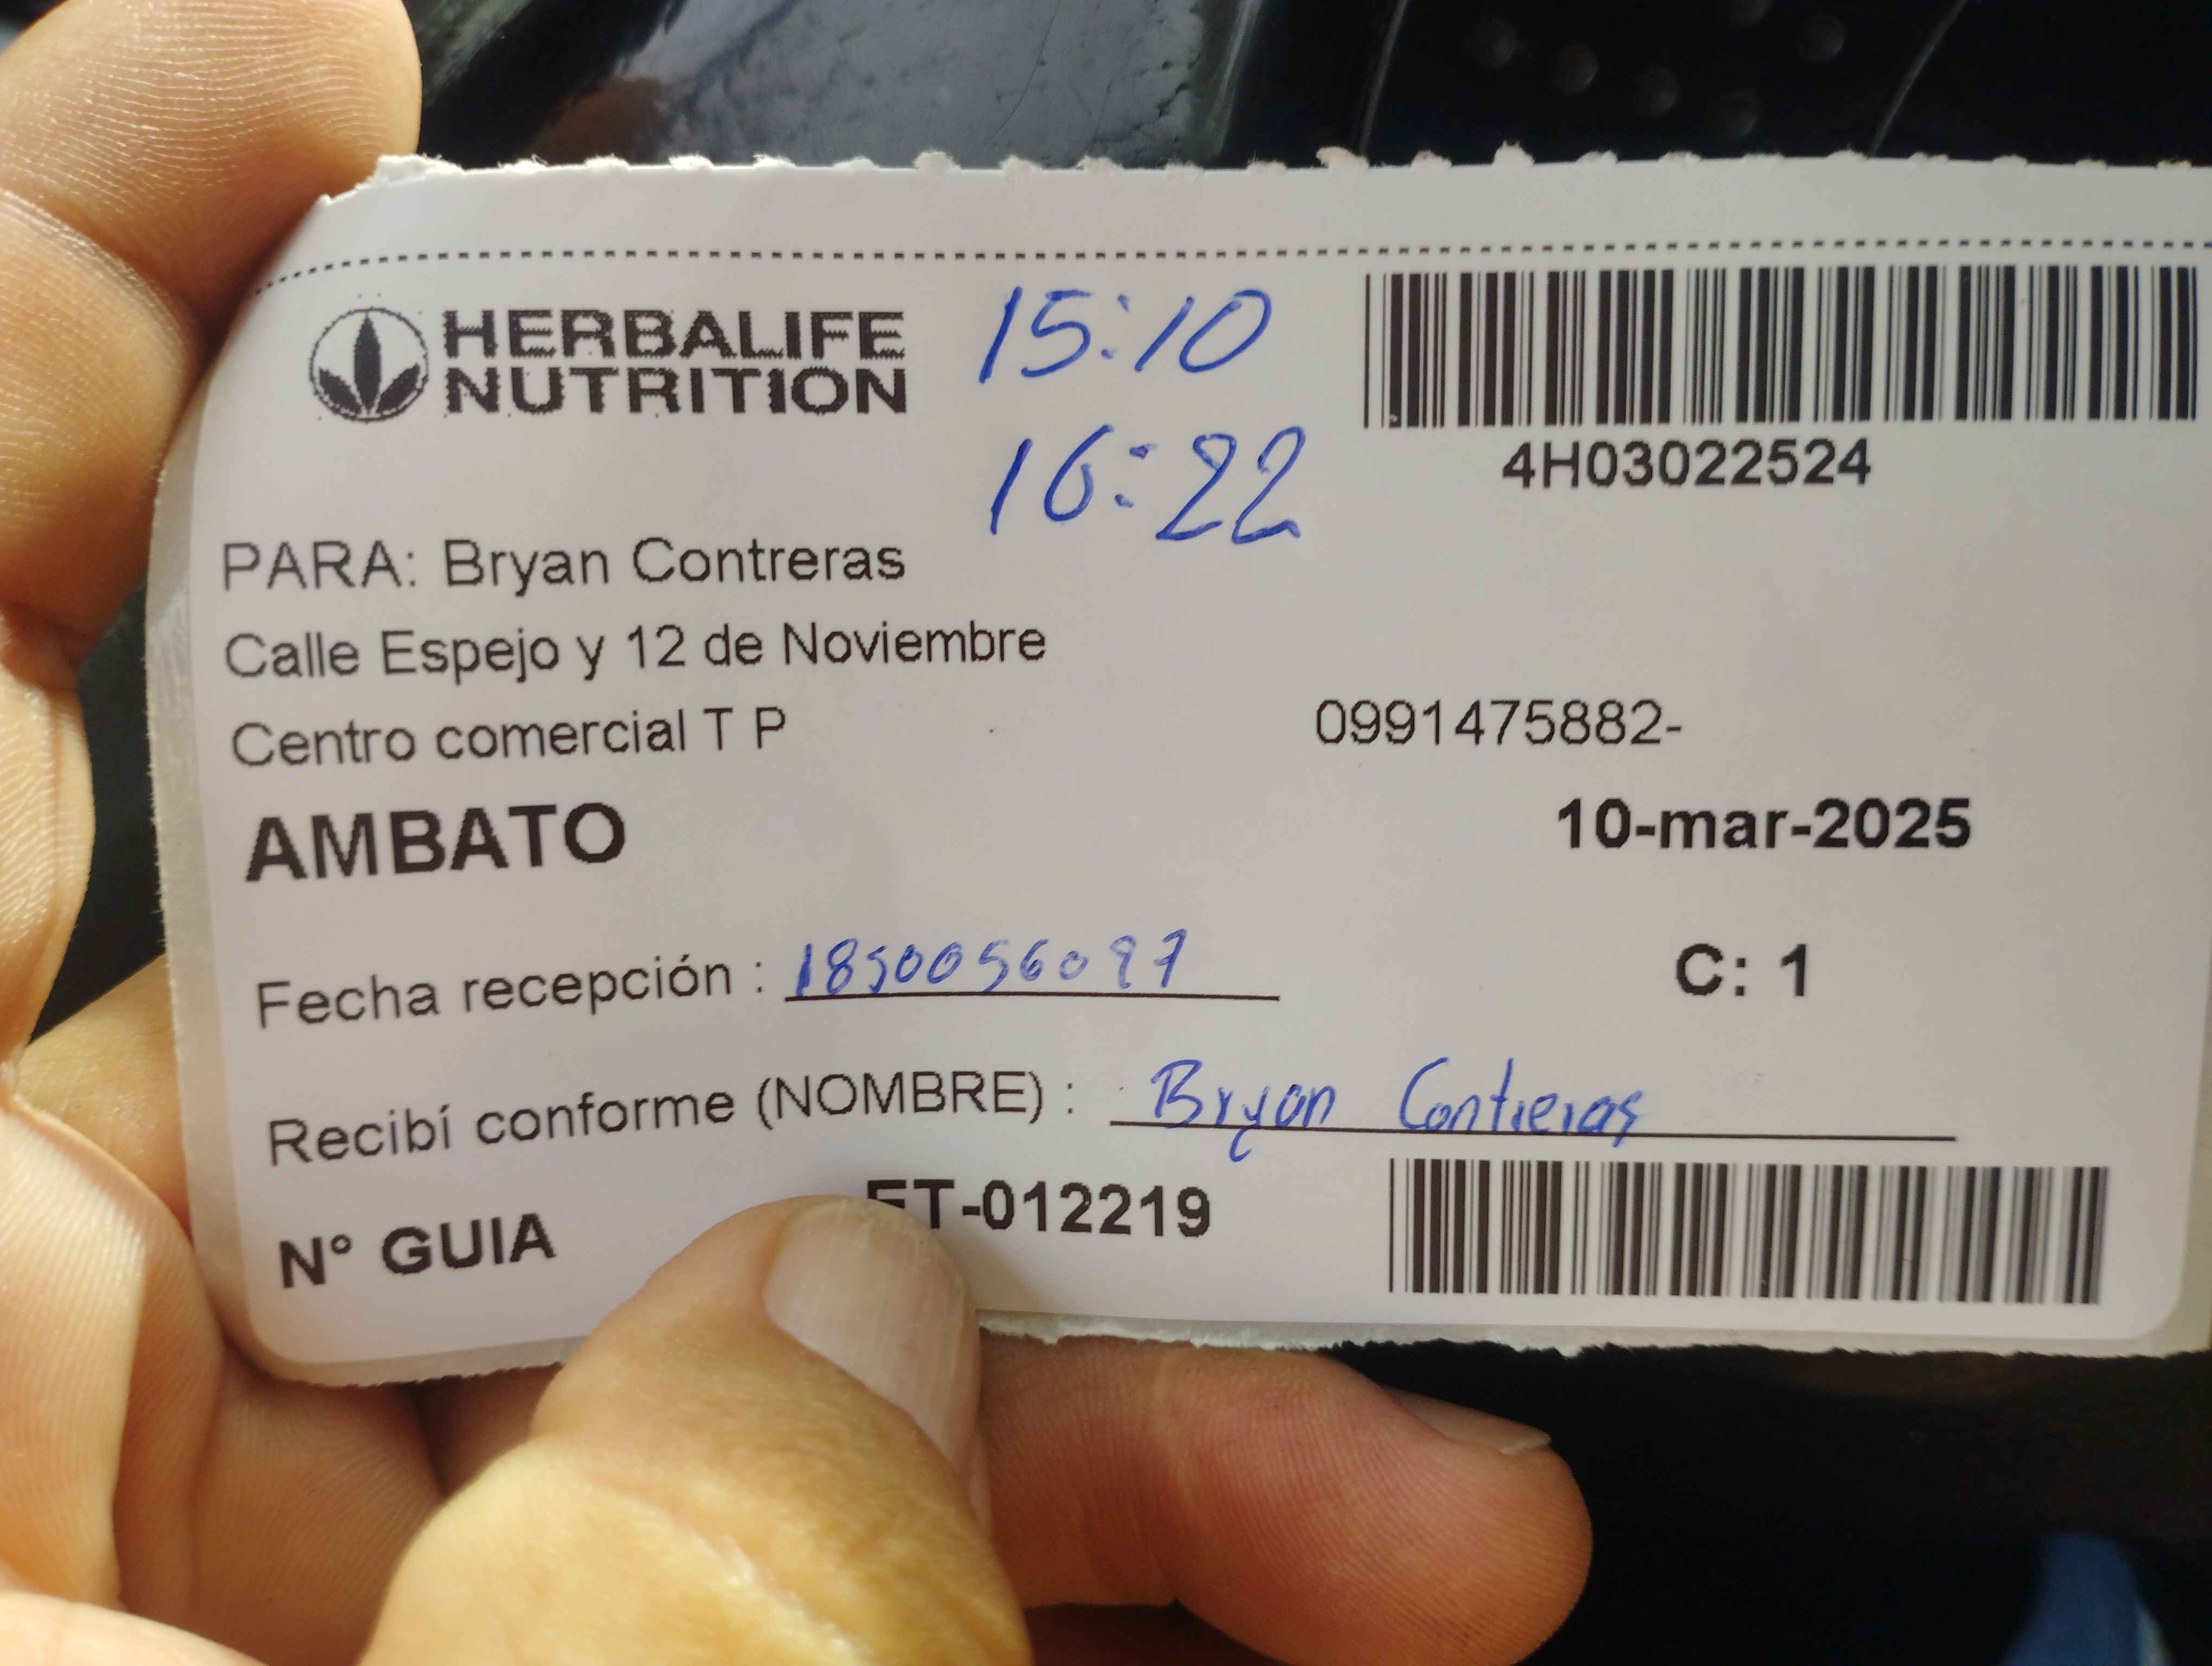 HERBALIFE
NUTRITION
15:10
16:22
4H03022524
PARA: Bryan Contreras
Calle Espejo y 12 de Noviembre
Centro comercial T P
0991475882-
AMBATO
10-mar-2025
Fecha recepción : 1850056097
C: 1
Recibí conforme (NOMBRE) : Bryan Contreras
N° GUIA ET-012219